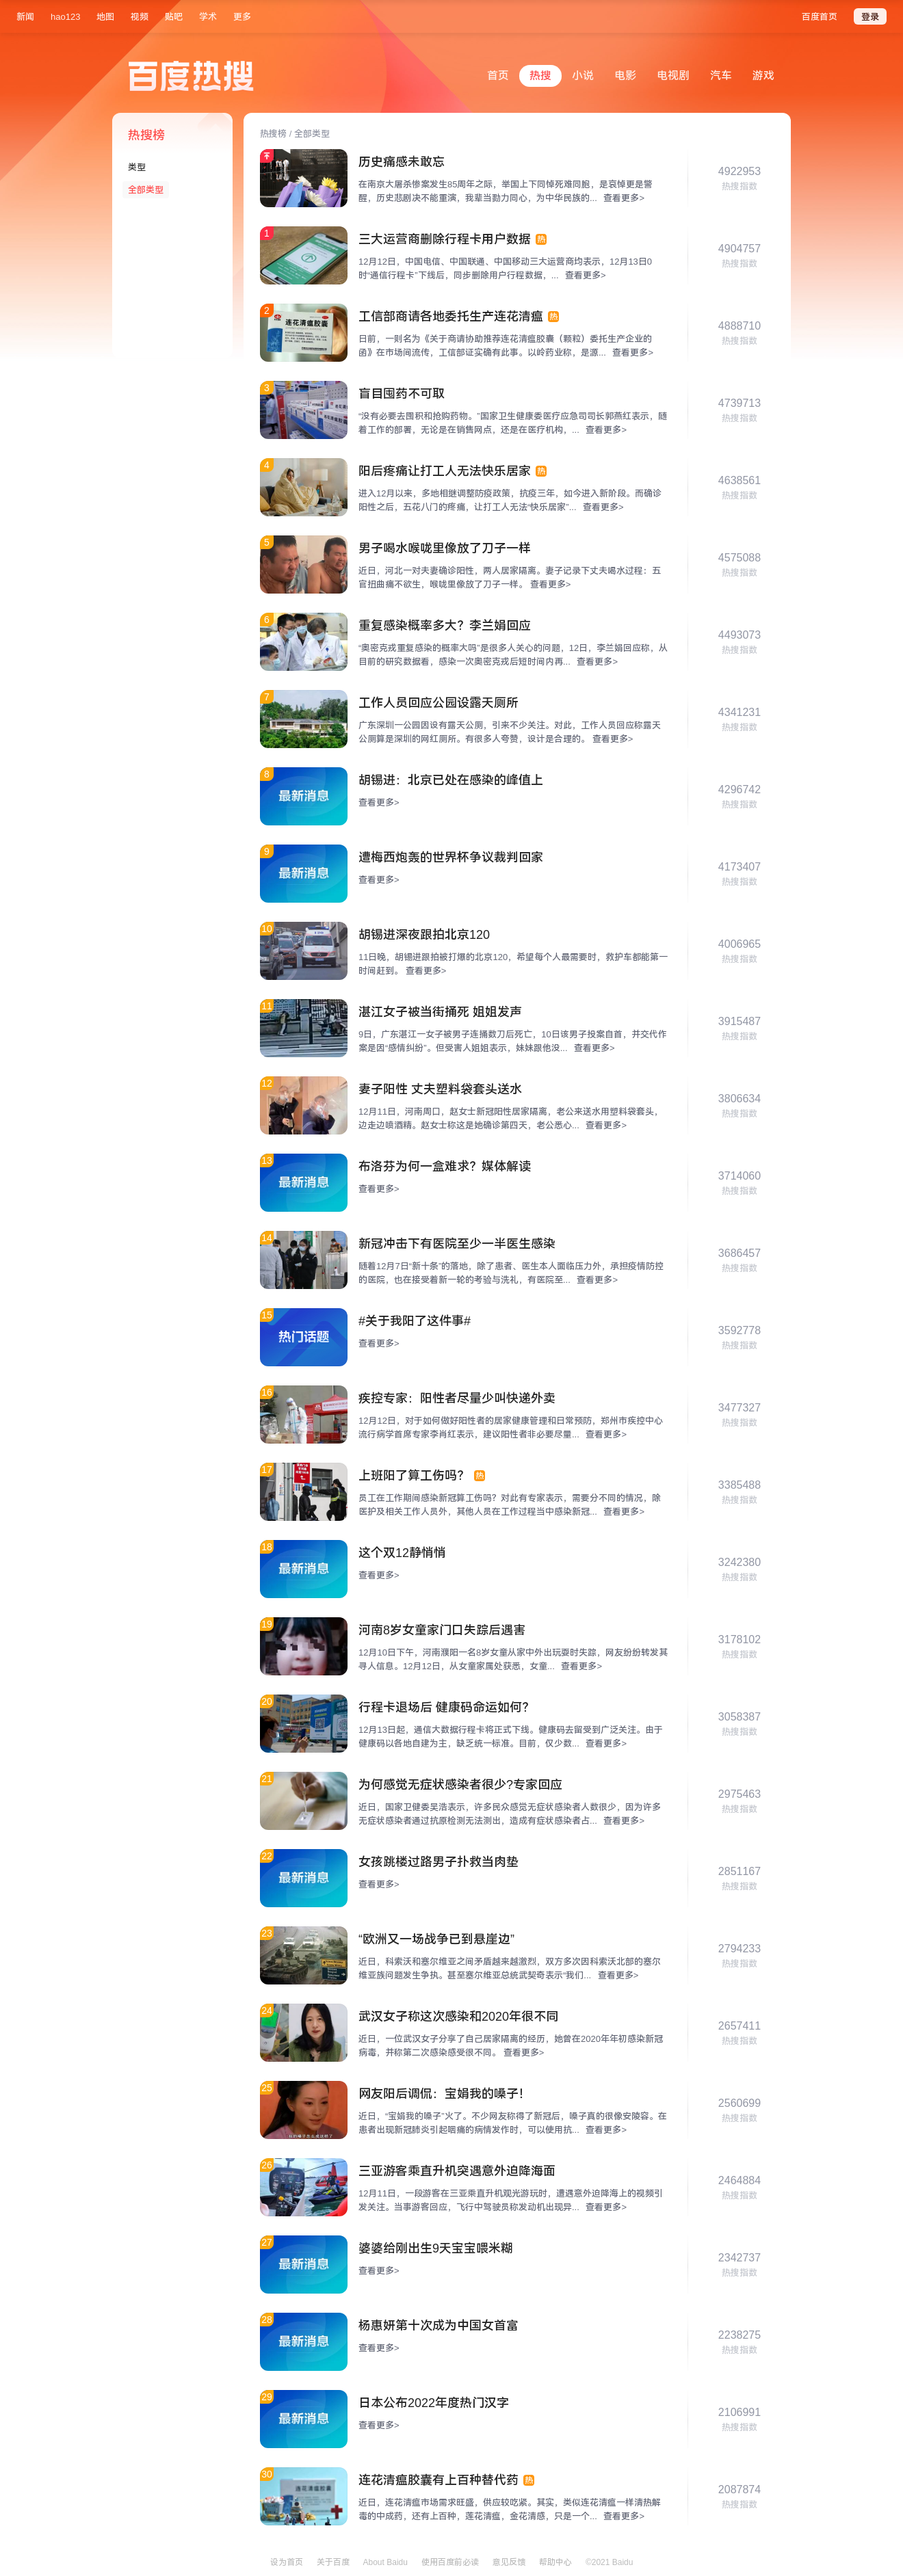 新闻 hao123 地图 视频 贴吧 学术 更多 百度首页 登录
百度热搜
首页 热搜 小说 电影 电视剧 汽车 游戏
热搜榜
类型
全部类型
热搜榜 / 全部类型
历史痛感未敢忘
在南京大屠杀惨案发生85周年之际，举国上下同悼死难同胞，是哀悼更是警
醒，历史悲剧决不能重演，我辈当勠力同心，为中华民族的... 查看更多>
4922953
热搜指数
1
三大运营商删除行程卡用户数据 热
12月12日，中国电信、中国联通、中国移动三大运营商均表示，12月13日0
时“通信行程卡”下线后，同步删除用户行程数据，... 查看更多>
4904757
热搜指数
2
连花清瘟胶囊
工信部商请各地委托生产连花清瘟 热
日前，一则名为《关于商请协助推荐连花清瘟胶囊（颗粒）委托生产企业的
函》在市场间流传，工信部证实确有此事。以岭药业称，是源... 查看更多>
4888710
热搜指数
3
盲目囤药不可取
“没有必要去囤积和抢购药物。”国家卫生健康委医疗应急司司长郭燕红表示，随
着工作的部署，无论是在销售网点，还是在医疗机构，... 查看更多>
4739713
热搜指数
4
阳后疼痛让打工人无法快乐居家 热
进入12月以来，多地相继调整防疫政策，抗疫三年，如今进入新阶段。而确诊
阳性之后，五花八门的疼痛，让打工人无法“快乐居家”... 查看更多>
4638561
热搜指数
5
男子喝水喉咙里像放了刀子一样
近日，河北一对夫妻确诊阳性，两人居家隔离。妻子记录下丈夫喝水过程：五
官扭曲痛不欲生，喉咙里像放了刀子一样。 查看更多>
4575088
热搜指数
6
重复感染概率多大？李兰娟回应
“奥密克戎重复感染的概率大吗”是很多人关心的问题，12日，李兰娟回应称，从
目前的研究数据看，感染一次奥密克戎后短时间内再... 查看更多>
4493073
热搜指数
7
工作人员回应公园设露天厕所
广东深圳一公园因设有露天公厕，引来不少关注。对此，工作人员回应称露天
公厕算是深圳的网红厕所。有很多人夸赞，设计是合理的。 查看更多>
4341231
热搜指数
8
最新消息
胡锡进：北京已处在感染的峰值上
查看更多>
4296742
热搜指数
9
最新消息
遭梅西炮轰的世界杯争议裁判回家
查看更多>
4173407
热搜指数
10
胡锡进深夜跟拍北京120
11日晚，胡锡进跟拍被打爆的北京120，希望每个人最需要时，救护车都能第一
时间赶到。 查看更多>
4006965
热搜指数
11
湛江女子被当街捅死 姐姐发声
9日，广东湛江一女子被男子连捅数刀后死亡，10日该男子投案自首，并交代作
案是因“感情纠纷”。但受害人姐姐表示，妹妹跟他没... 查看更多>
3915487
热搜指数
12
妻子阳性 丈夫塑料袋套头送水
12月11日，河南周口，赵女士新冠阳性居家隔离，老公来送水用塑料袋套头，
边走边喷酒精。赵女士称这是她确诊第四天，老公悉心... 查看更多>
3806634
热搜指数
13
最新消息
布洛芬为何一盒难求？媒体解读
查看更多>
3714060
热搜指数
14
新冠冲击下有医院至少一半医生感染
随着12月7日“新十条”的落地，除了患者、医生本人面临压力外，承担疫情防控
的医院，也在接受着新一轮的考验与洗礼，有医院至... 查看更多>
3686457
热搜指数
15
热门话题
#关于我阳了这件事#
查看更多>
3592778
热搜指数
16
疾控专家：阳性者尽量少叫快递外卖
12月12日，对于如何做好阳性者的居家健康管理和日常预防，郑州市疾控中心
流行病学首席专家李肖红表示，建议阳性者非必要尽量... 查看更多>
3477327
热搜指数
17
上班阳了算工伤吗？ 热
员工在工作期间感染新冠算工伤吗？对此有专家表示，需要分不同的情况，除
医护及相关工作人员外，其他人员在工作过程当中感染新冠... 查看更多>
3385488
热搜指数
18
最新消息
这个双12静悄悄
查看更多>
3242380
热搜指数
19
河南8岁女童家门口失踪后遇害
12月10日下午，河南濮阳一名8岁女童从家中外出玩耍时失踪，网友纷纷转发其
寻人信息。12月12日，从女童家属处获悉，女童... 查看更多>
3178102
热搜指数
20
行程卡退场后 健康码命运如何？
12月13日起，通信大数据行程卡将正式下线。健康码去留受到广泛关注。由于
健康码以各地自建为主，缺乏统一标准。目前，仅少数... 查看更多>
3058387
热搜指数
21
为何感觉无症状感染者很少?专家回应
近日，国家卫健委吴浩表示，许多民众感觉无症状感染者人数很少，因为许多
无症状感染者通过抗原检测无法测出，造成有症状感染者占... 查看更多>
2975463
热搜指数
22
最新消息
女孩跳楼过路男子扑救当肉垫
查看更多>
2851167
热搜指数
23
“欧洲又一场战争已到悬崖边”
近日，科索沃和塞尔维亚之间矛盾越来越激烈，双方多次因科索沃北部的塞尔
维亚族问题发生争执。甚至塞尔维亚总统武契奇表示“我们... 查看更多>
2794233
热搜指数
24
武汉女子称这次感染和2020年很不同
近日，一位武汉女子分享了自己居家隔离的经历，她曾在2020年年初感染新冠
病毒，并称第二次感染感受很不同。 查看更多>
2657411
热搜指数
25
网友阳后调侃：宝娟我的嗓子！
近日，“宝娟我的嗓子”火了。不少网友称得了新冠后，嗓子真的很像安陵容。在
患者出现新冠肺炎引起咽痛的病情发作时，可以使用抗... 查看更多>
2560699
热搜指数
26
三亚游客乘直升机突遇意外迫降海面
12月11日，一段游客在三亚乘直升机观光游玩时，遭遇意外迫降海上的视频引
发关注。当事游客回应，飞行中驾驶员称发动机出现异... 查看更多>
2464884
热搜指数
27
最新消息
婆婆给刚出生9天宝宝喂米糊
查看更多>
2342737
热搜指数
28
最新消息
杨惠妍第十次成为中国女首富
查看更多>
2238275
热搜指数
29
最新消息
日本公布2022年度热门汉字
查看更多>
2106991
热搜指数
30
连花清瘟胶囊有上百种替代药 热
近日，连花清瘟市场需求旺盛，供应较吃紧。其实，类似连花清瘟一样清热解
毒的中成药，还有上百种，莲花清瘟，金花清感，只是一个... 查看更多>
2087874
热搜指数
设为首页 关于百度 About Baidu 使用百度前必读 意见反馈 帮助中心 ©2021 Baidu